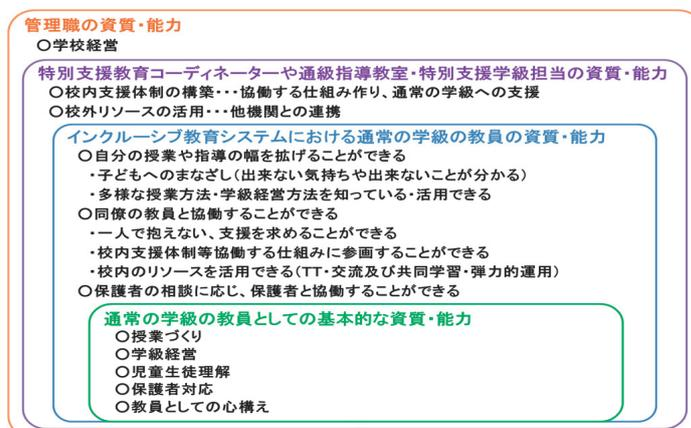 管理職の資質・能力
○学校経営
特別支援教育コーディネーターや通級指導教室・特別支援学級担当の資質・能力
○校内支援体制の構築・・・協働する仕組み作り、通常の学級への支援
○校外リソースの活用・・・他機関との連携
インクルーシブ教育システムにおける通常の学級の教員の資質・能力
○自分の授業や指導の幅を拡げることができる
・子どもへのまなざし（出来ない気持ちや出来ないことが分かる）
・多様な授業方法・学級経営方法を知っている・活用できる
○同僚の教員と協働することができる
・一人で抱えない、支援を求めることができる
・校内支援体制等協働する仕組みに参画することができる
・校内のリソースを活用できる（TT・交流及び共同学習・弾力的運用）
○保護者の相談に応じ、保護者と協働することができる
通常の学級の教員としての基本的な資質・能力
○授業づくり
○学級経営
○児童生徒理解
○保護者対応
○教員としての心構え